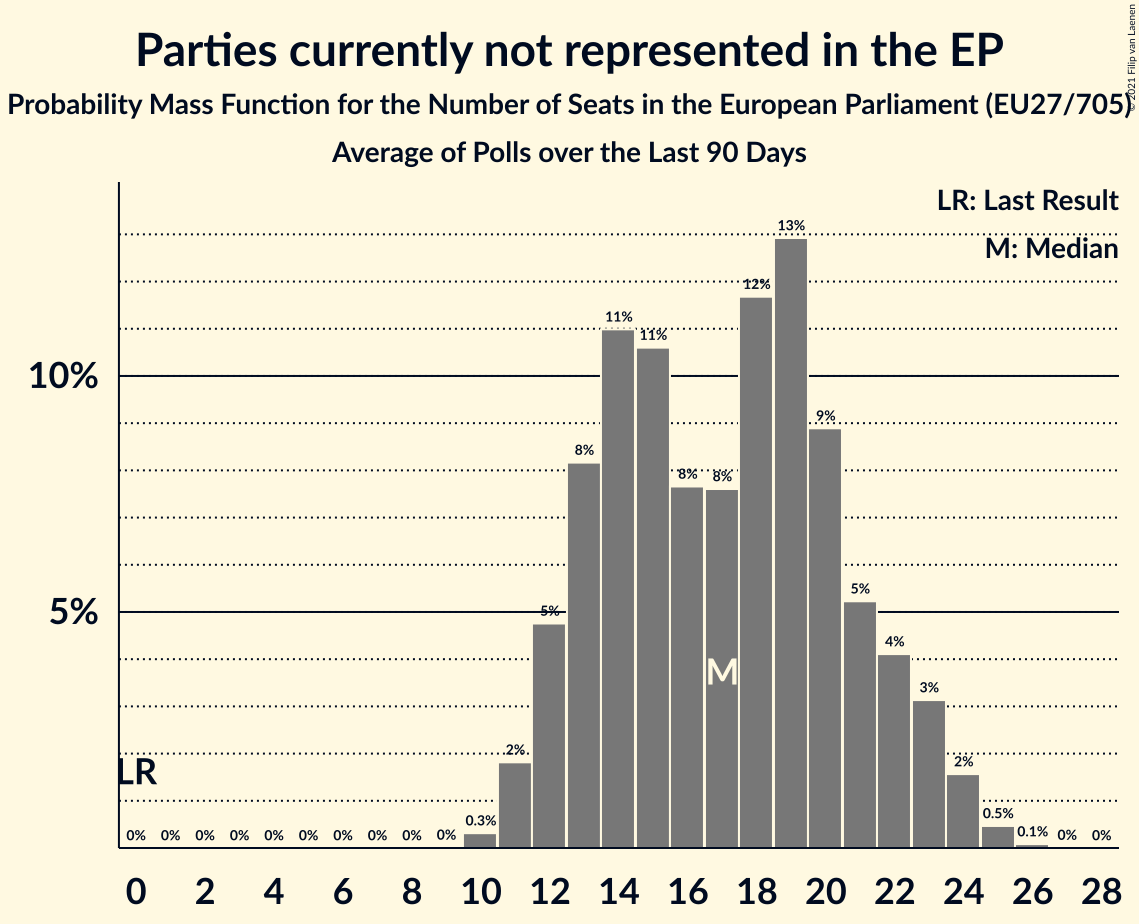 Parties currently not represented in the EP
© 2021 Filip van Laenen
Probability Mass Function for the Number of Seats in the European Parliament (EU27/705)
Average of Polls over the Last 90 Days
LR: Last Result
M: Median
10%
5%
0% 0% 0% 0% 0% 0% 0% 0% 0% 0% 0.3% 2% 5% 8% 11% 11% 8% 8% 12% 13% 9% 5% 4% 3% 2% 0.5% 0.1% 0% 0%
M
LR
0 2 4 6 8 10 12 14 16 18 20 22 24 26 28